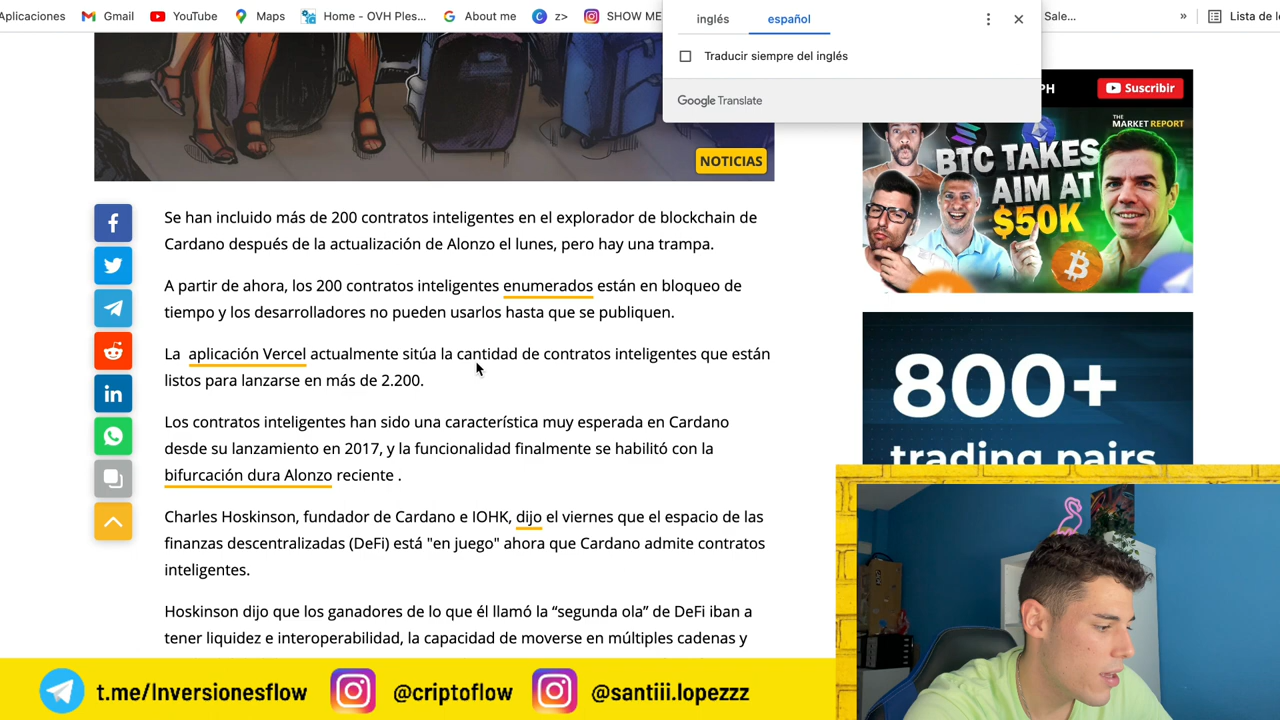 Aplicaciones
Gmail
YouTube
Maps
Home - OVH Ples...
About me
z>
SHOW ME
Sale...
»
Lista de l
inglés
español
Traducir siempre del inglés
Google Translate
NOTICIAS
Se han incluido más de 200 contratos inteligentes en el explorador de blockchain de
Cardano después de la actualización de Alonzo el lunes, pero hay una trampa.
A partir de ahora, los 200 contratos inteligentes enumerados están en bloqueo de
tiempo y los desarrolladores no pueden usarlos hasta que se publiquen.
La aplicación Vercel actualmente sitúa la cantidad de contratos inteligentes que están
listos para lanzarse en más de 2.200.
Los contratos inteligentes han sido una característica muy esperada en Cardano
desde su lanzamiento en 2017, y la funcionalidad finalmente se habilitó con la
bifurcación dura Alonzo reciente .
Charles Hoskinson, fundador de Cardano e IOHK, dijo el viernes que el espacio de las
finanzas descentralizadas (DeFi) está "en juego" ahora que Cardano admite contratos
inteligentes.
Hoskinson dijo que los ganadores de lo que él llamó la “segunda ola” de DeFi iban a
tener liquidez e interoperabilidad, la capacidad de moverse en múltiples cadenas y
PH
Suscribir
THE
MARKET REPORT
BTC TAKES
AIM AT
$50K
800+
trading pairs
t.me/Inversionesflow
@criptoflow
@santiii.lopezzz